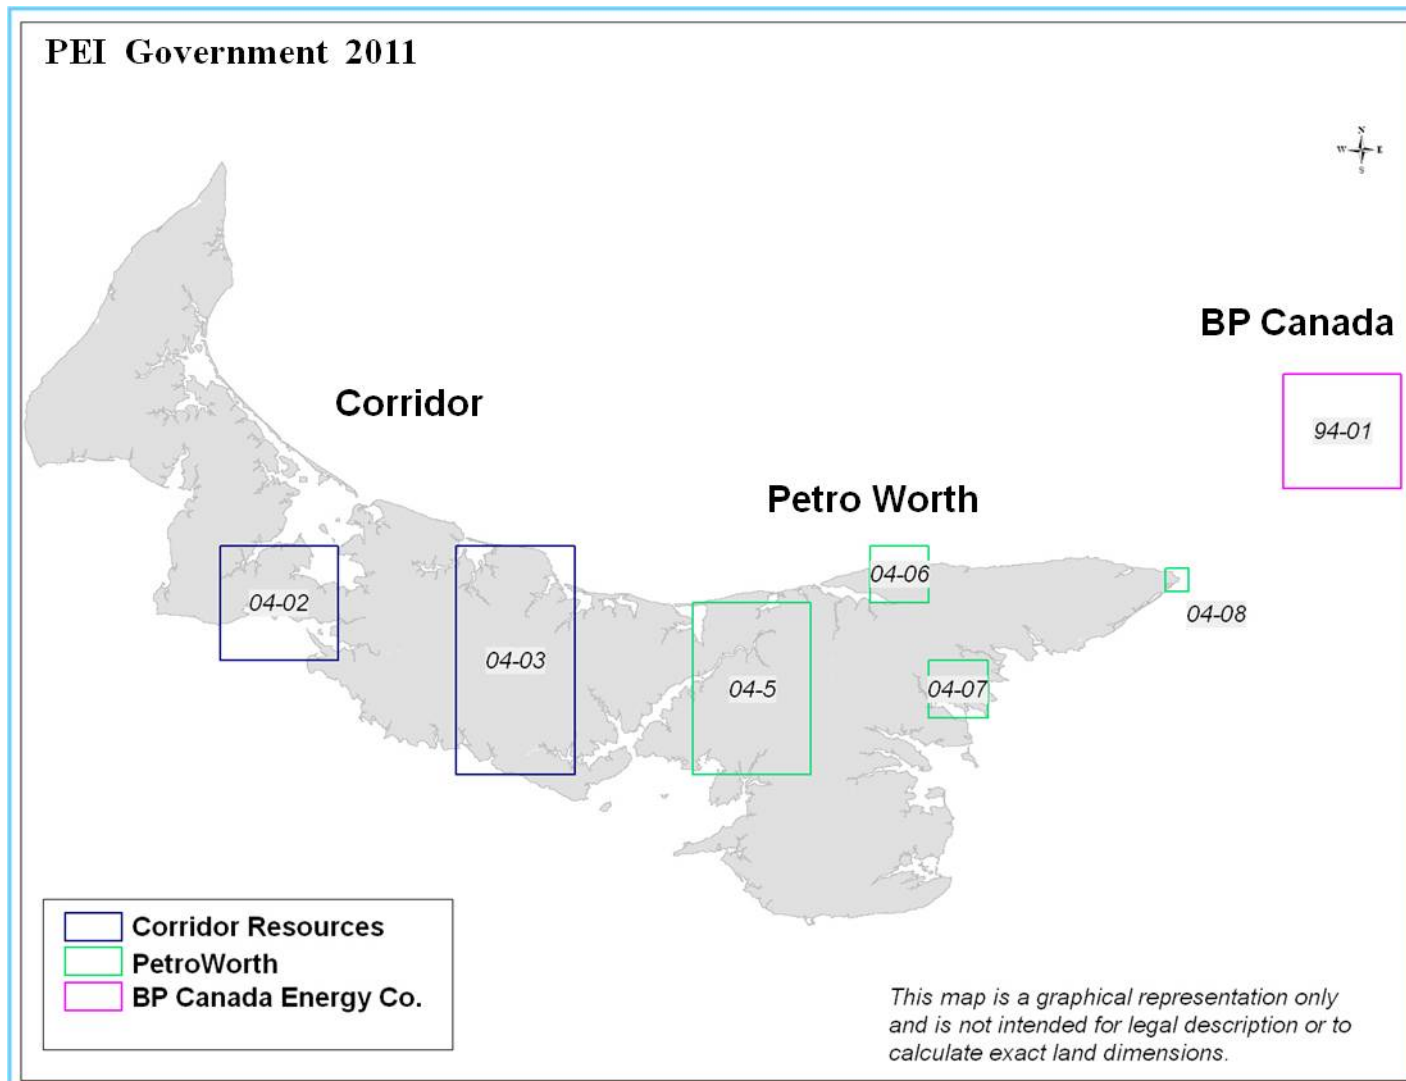 PEI Government 2011
N
W E
S
BP Canada
94-01
Corridor
Petro Worth
04-06
04-08
04-02
04-03
04-5
04-07
Corridor Resources
PetroWorth
BP Canada Energy Co.
This map is a graphical representation only
and is not intended for legal description or to
calculate exact land dimensions.